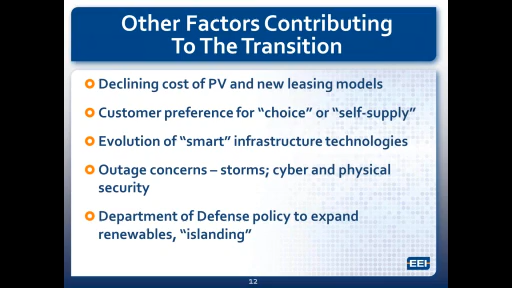 Other Factors Contributing
To The Transition
Declining cost of PV and new leasing models
Customer preference for “choice” or “self-supply”
Evolution of “smart” infrastructure technologies
Outage concerns – storms; cyber and physical
security
Department of Defense policy to expand
renewables, “islanding”
EEI
12